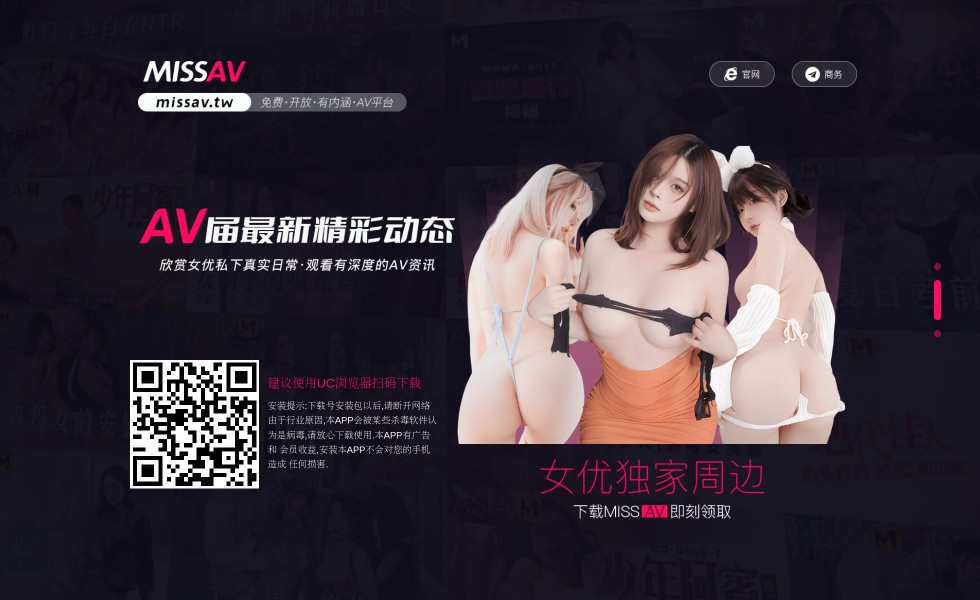 MISSAV
官网
商务
missav.tw
免费·开放·有内涵·AV平台
AV届最新精彩动态
欣赏女优私下真实日常·观看有深度的AV资讯
建议使用UC浏览器扫码下载
安装提示:下载号安装包以后,请断开网络
由于行业原因,本APP会被某些杀毒软件认
为是病毒,请放心下载使用,本APP有广告
和 会员收益,安装本APP不会对您的手机
造成 任何损害.
女优独家周边
下载MISSAV即刻领取